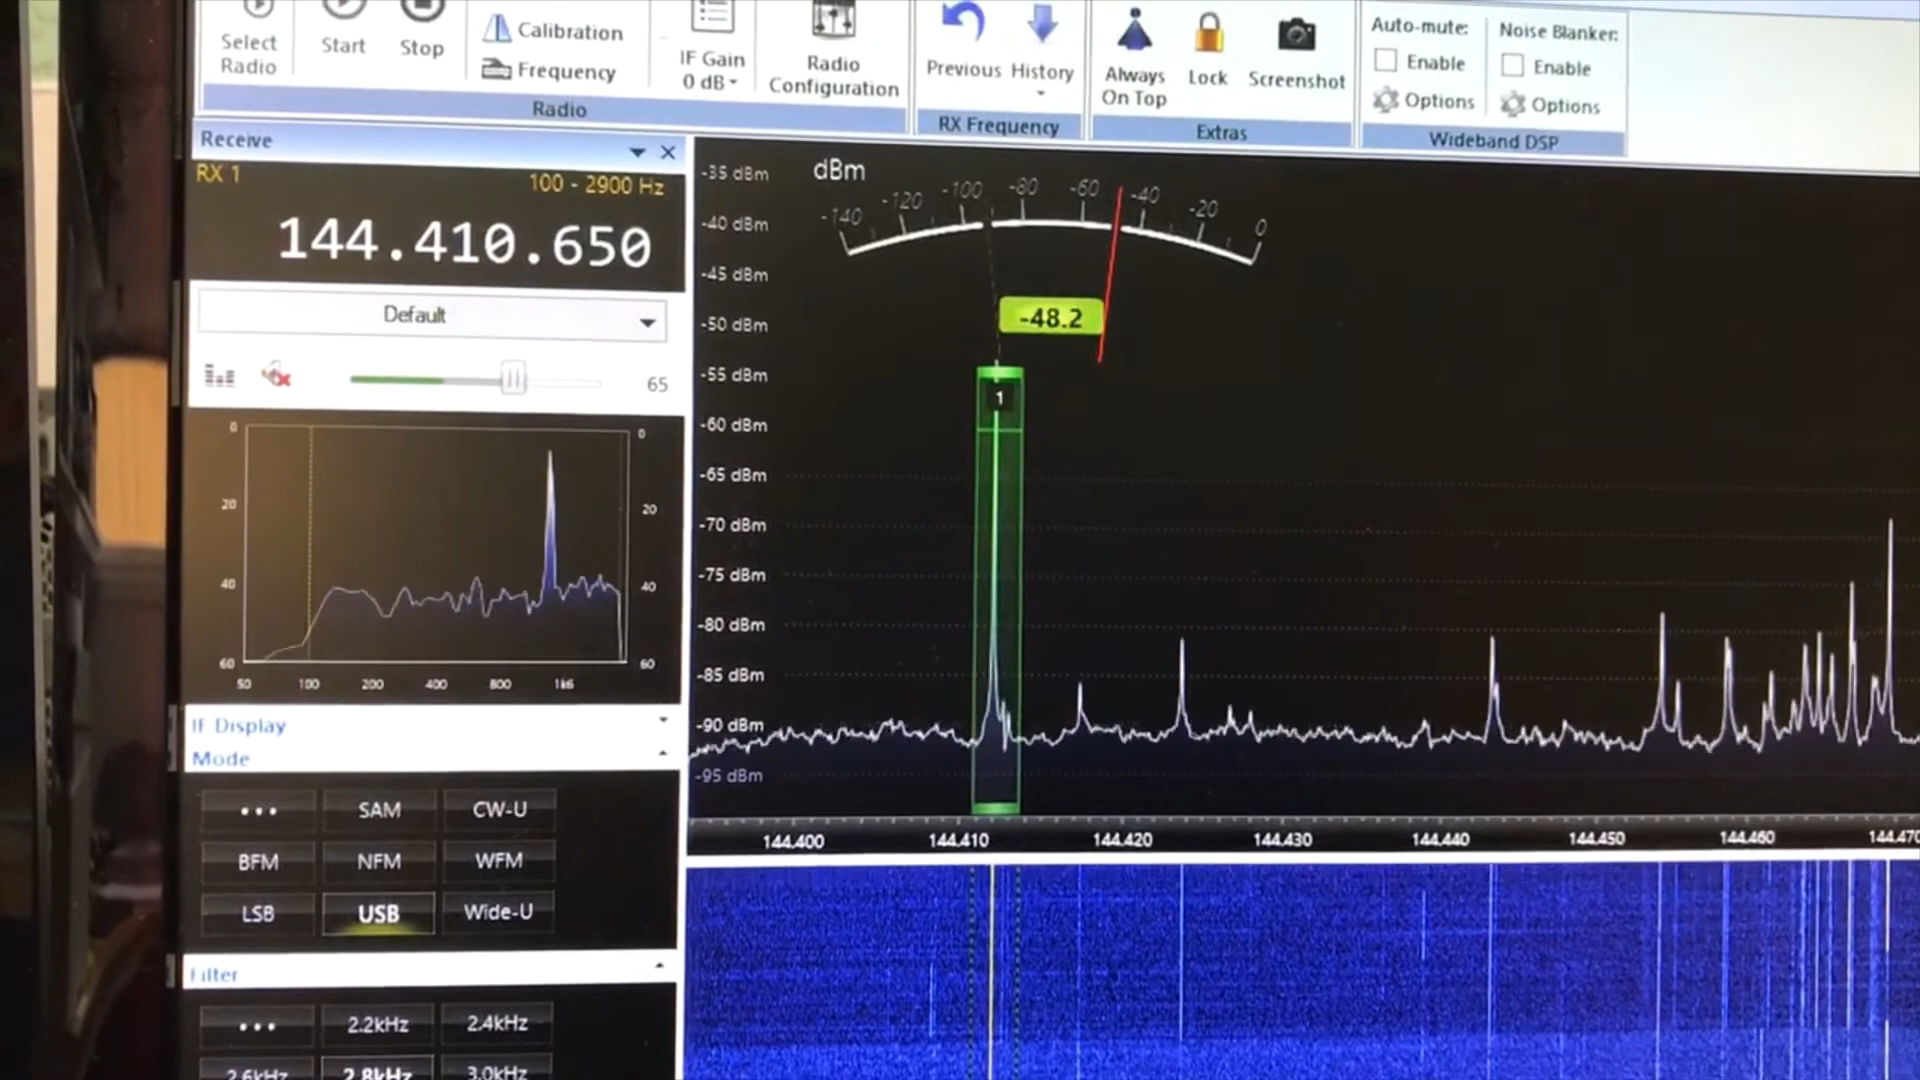 Select Radio
Start
Stop
Calibration
Frequency
IF Gain
0 dB
Radio Configuration
Radio
Previous
History
RX Frequency
Always On Top
Lock
Screenshot
Extras
Auto-mute:
Enable
Options
Noise Blanker:
Enable
Options
Wideband DSP
Receive
RX 1
100 - 2900 Hz
144.410.650
Default
65
0
20
40
60
0
20
40
60
50 100 200 400 800 1k6
IF Display
Mode
... SAM CW-U
BFM NFM WFM
LSB USB Wide-U
Filter
... 2.2kHz 2.4kHz
2.6kHz 2.8kHz 3.0kHz
dBm
-140 -120 -100 -80 -60 -40 -20 0
-48.2
1
-35 dBm
-40 dBm
-45 dBm
-50 dBm
-55 dBm
-60 dBm
-65 dBm
-70 dBm
-75 dBm
-80 dBm
-85 dBm
-90 dBm
-95 dBm
144.400 144.410 144.420 144.430 144.440 144.450 144.460 144.470